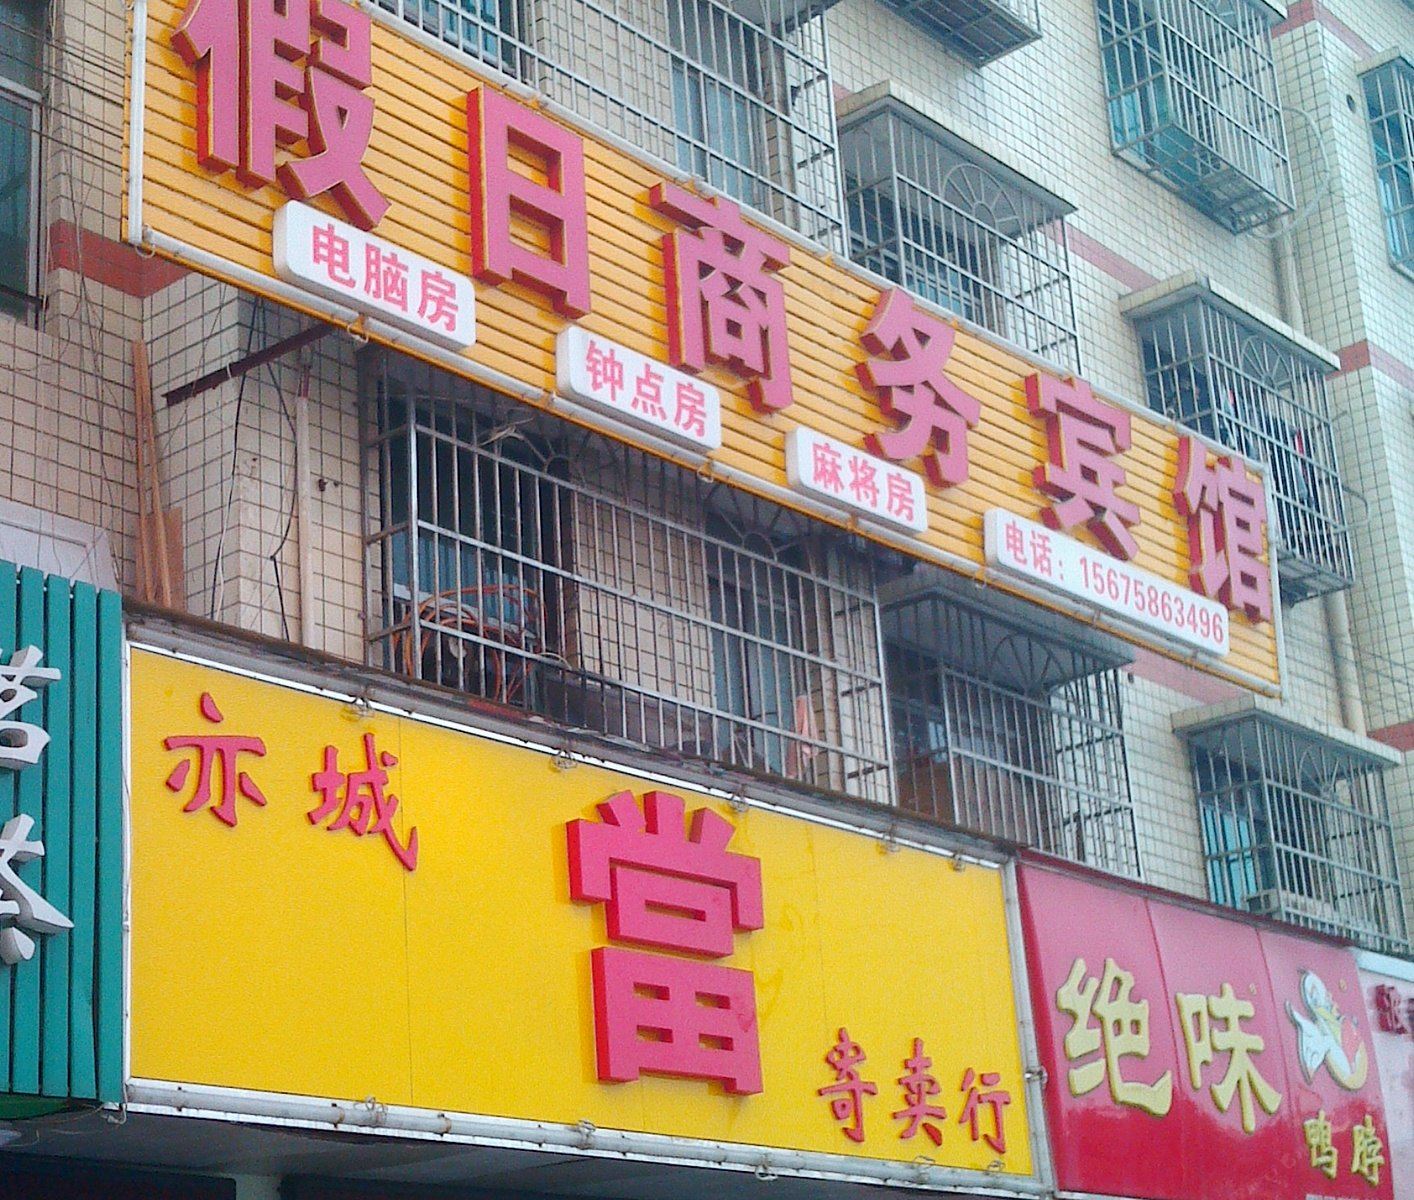 假日商务宾馆
电脑房
钟点房
麻将房
电话：15675863496
茗
亦城
當
寄卖行
绝味
鸭脖